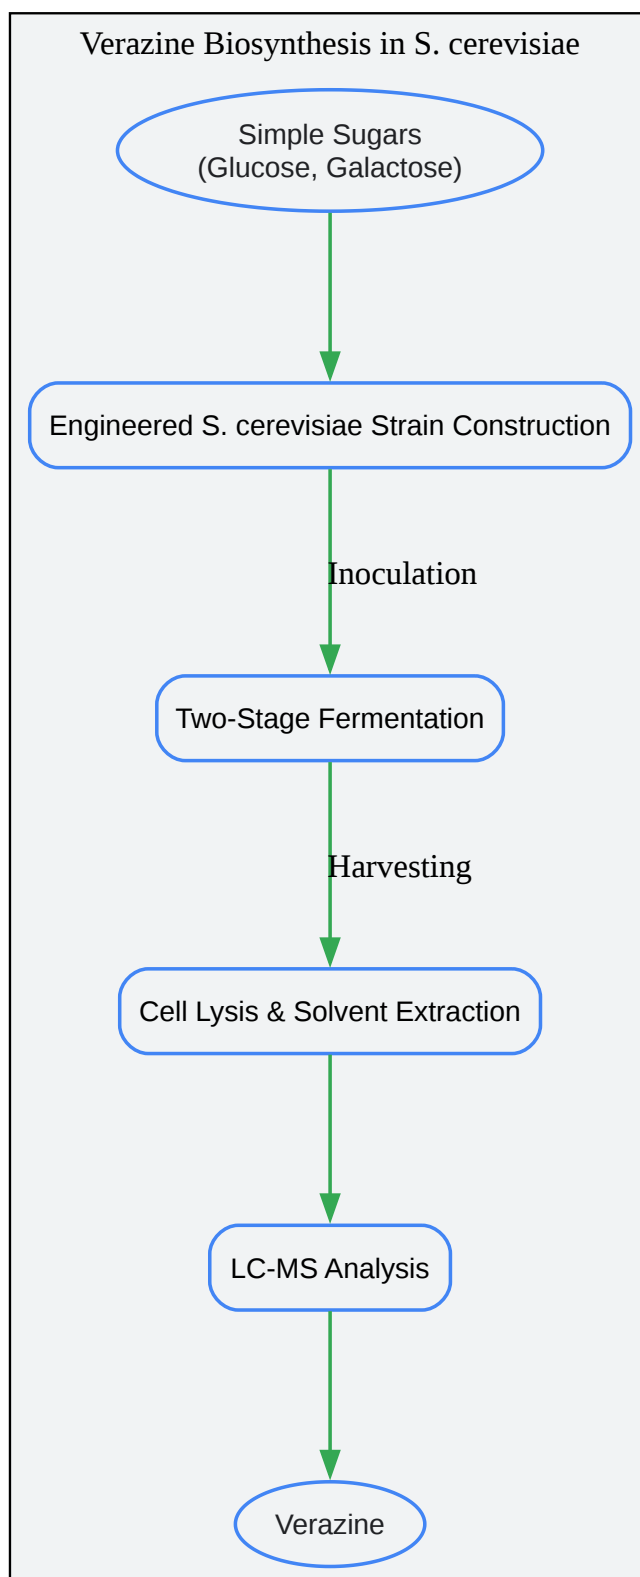 Verazine Biosynthesis in S. cerevisiae
Simple Sugars
(Glucose, Galactose)
Engineered S. cerevisiae Strain Construction
Inoculation
Two-Stage Fermentation
Harvesting
Cell Lysis & Solvent Extraction
LC-MS Analysis
Verazine